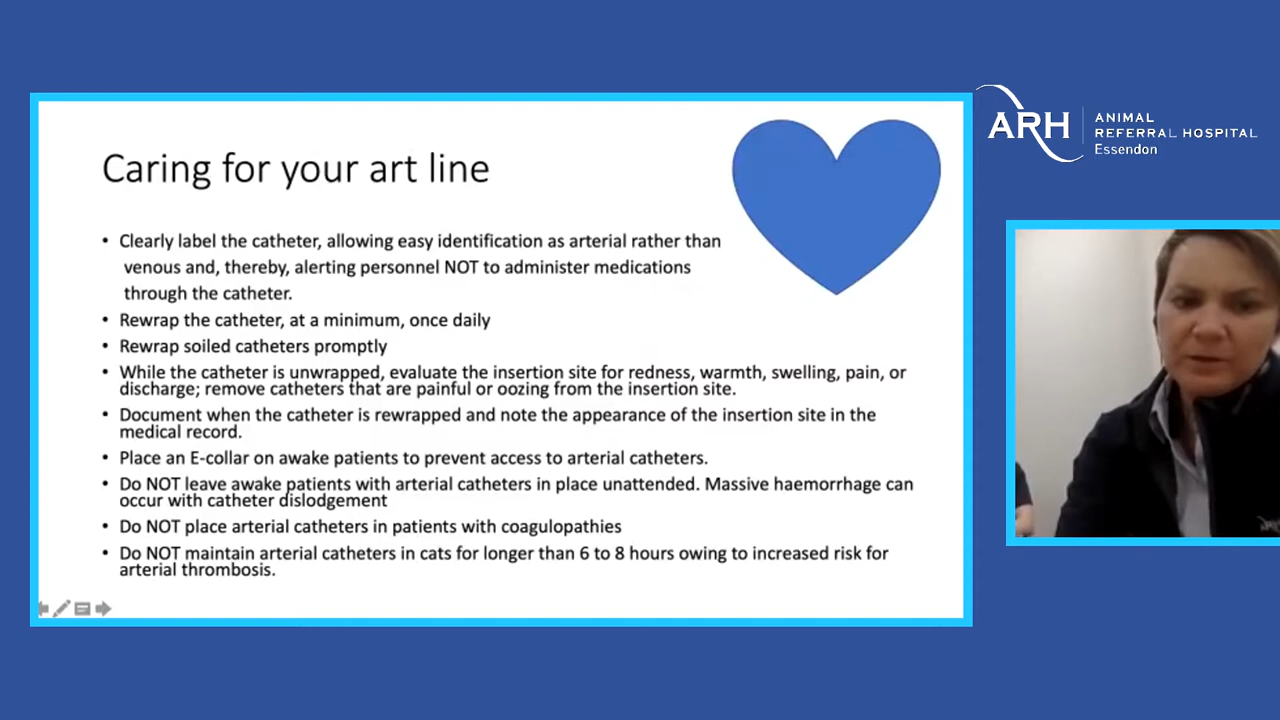 Caring for your art line
• Clearly label the catheter, allowing easy identification as arterial rather than
venous and, thereby, alerting personnel NOT to administer medications
through the catheter.
• Rewrap the catheter, at a minimum, once daily
• Rewrap soiled catheters promptly
• While the catheter is unwrapped, evaluate the insertion site for redness, warmth, swelling, pain, or
discharge; remove catheters that are painful or oozing from the insertion site.
• Document when the catheter is rewrapped and note the appearance of the insertion site in the
medical record.
• Place an E-collar on awake patients to prevent access to arterial catheters.
• Do NOT leave awake patients with arterial catheters in place unattended. Massive haemorrhage can
occur with catheter dislodgement
• Do NOT place arterial catheters in patients with coagulopathies
• Do NOT maintain arterial catheters in cats for longer than 6 to 8 hours owing to increased risk for
arterial thrombosis.
ARH
ANIMAL
REFERRAL HOSPITAL
Essendon